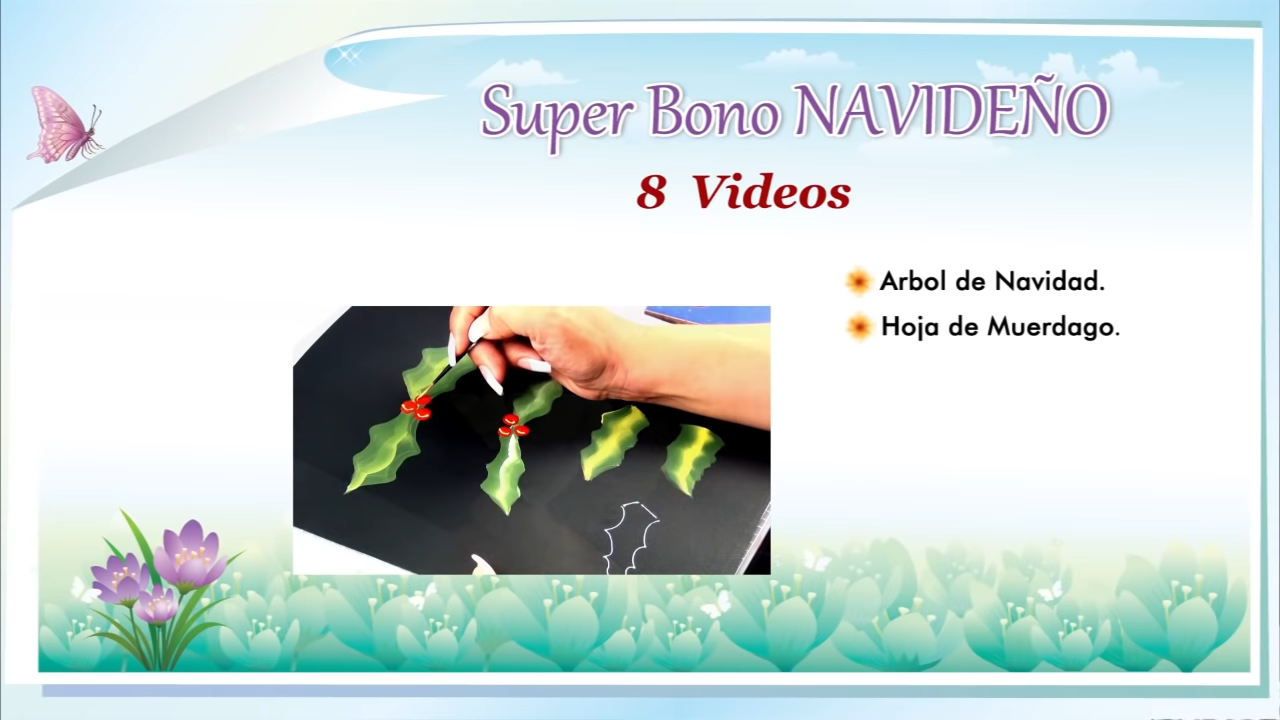 Super Bono NAVIDEÑO
8 Videos
Arbol de Navidad.
Hoja de Muerdago.